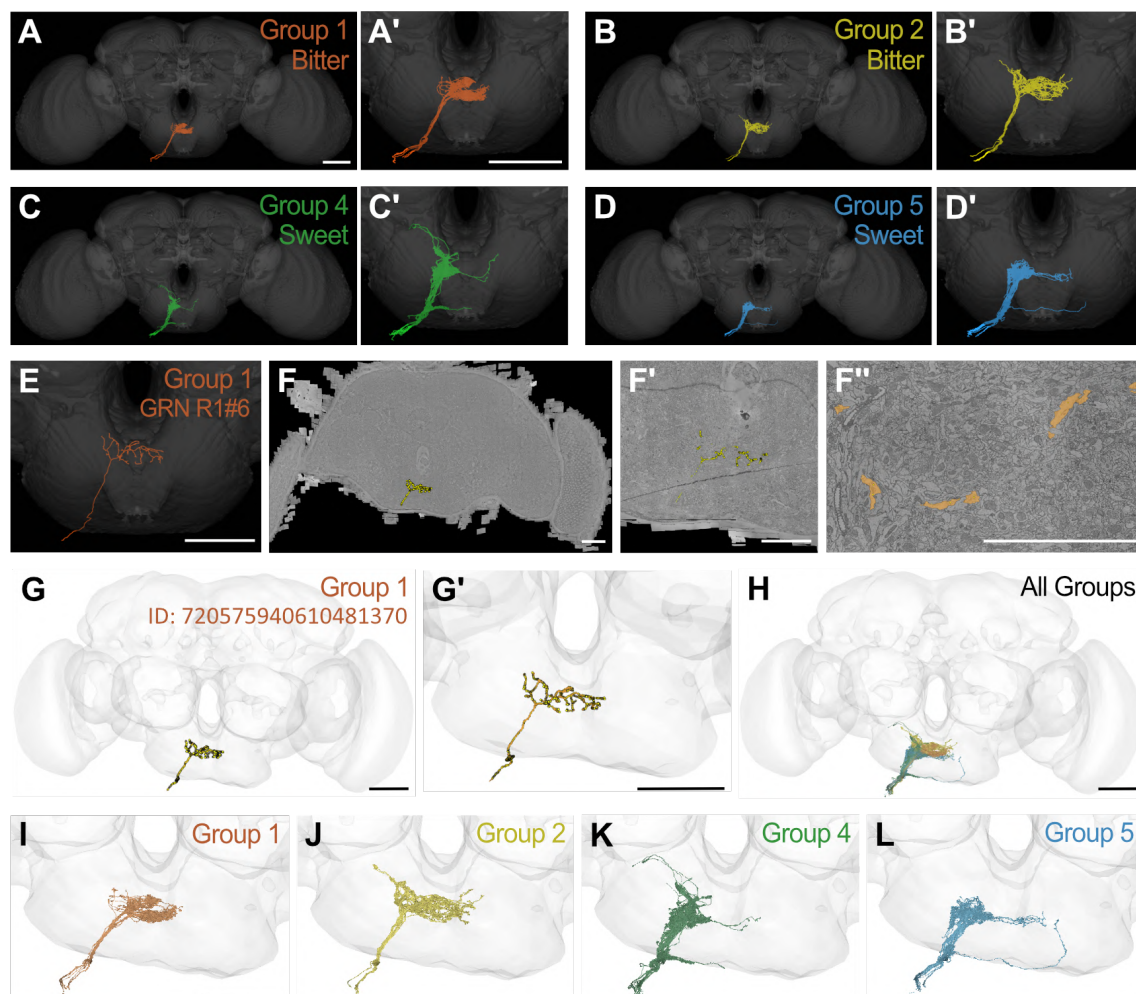 A
Group 1
Bitter
A'
B
Group 2
Bitter
B'
C
Group 4
Sweet
C'
D
Group 5
Sweet
D'
E
Group 1
GRN R1#6
F
F'
F"
G
Group 1
ID: 720575940610481370
G'
H
All Groups
I
Group 1
J
Group 2
K
Group 4
L
Group 5